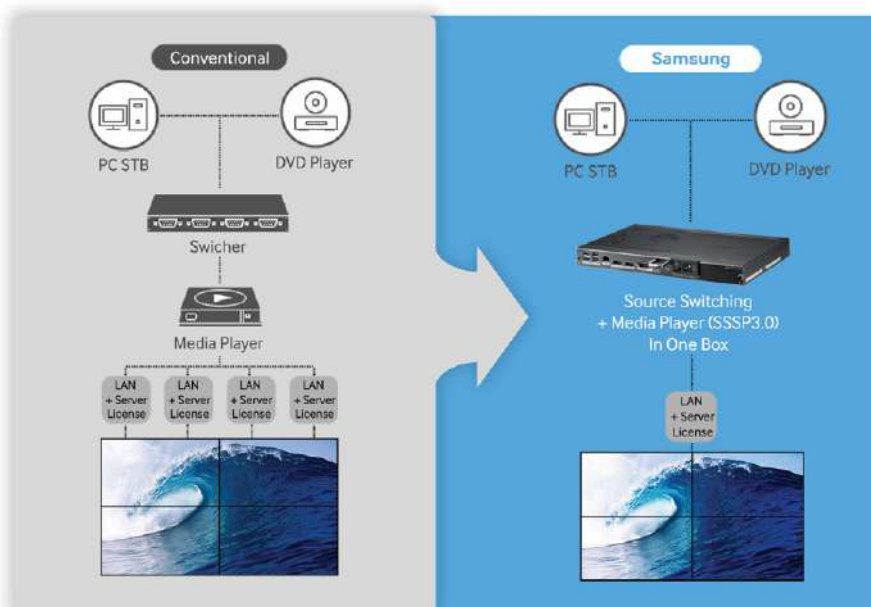 Conventional
PC STB
DVD Player
Swicher
Media Player
LAN
+ Server
License
LAN
+ Server
License
LAN
+ Server
License
LAN
+ Server
License
Samsung
PC STB
DVD Player
Source Switching
+ Media Player (SSSP3.0)
In One Box
LAN
+ Server
License